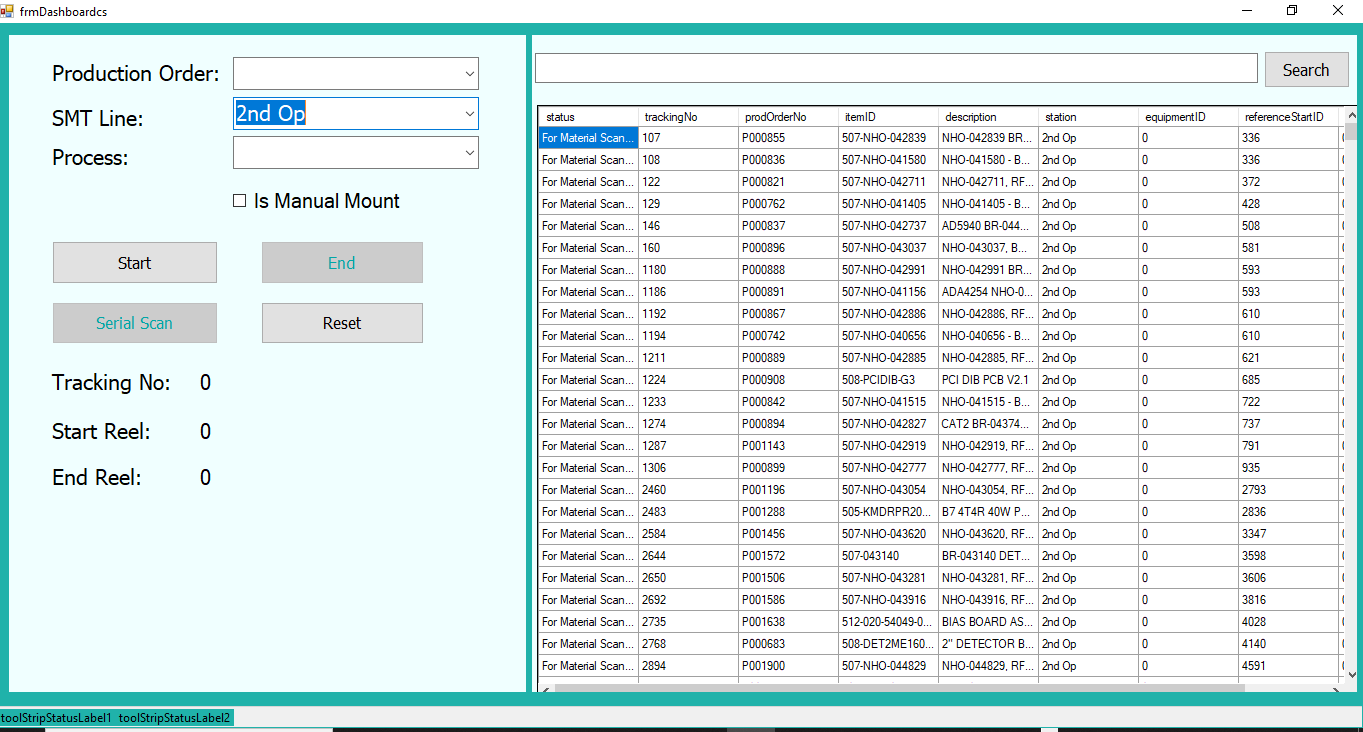 frmDashboardcs
Production Order:
SMT Line: 2nd Op
Process:
Is Manual Mount
Start End
Serial Scan Reset
Tracking No: 0
Start Reel: 0
End Reel: 0
Search
status trackingNo prodOrderNo itemID description station equipmentID referenceStartID
For Material Scan... 107 P000855 507-NHO-042839 NHO-042839 BR... 2nd Op 0 336
For Material Scan... 108 P000836 507-NHO-041580 NHO-041580 - B... 2nd Op 0 336
For Material Scan... 122 P000821 507-NHO-042711 NHO-042711, RF... 2nd Op 0 372
For Material Scan... 129 P000762 507-NHO-041405 NHO-041405 - B... 2nd Op 0 428
For Material Scan... 146 P000837 507-NHO-042737 AD5940 BR-044... 2nd Op 0 508
For Material Scan... 160 P000896 507-NHO-043037 NHO-043037, B... 2nd Op 0 581
For Material Scan... 1180 P000888 507-NHO-042991 NHO-042991 BR... 2nd Op 0 593
For Material Scan... 1186 P000891 507-NHO-041156 ADA4254 NHO-0... 2nd Op 0 593
For Material Scan... 1192 P000867 507-NHO-042886 NHO-042886, RF... 2nd Op 0 610
For Material Scan... 1194 P000742 507-NHO-040656 NHO-040656 - B... 2nd Op 0 610
For Material Scan... 1211 P000889 507-NHO-042885 NHO-042885, RF... 2nd Op 0 621
For Material Scan... 1224 P000908 508-PCIDIB-G3 PCI DIB PCB V2.1 2nd Op 0 685
For Material Scan... 1233 P000842 507-NHO-041515 NHO-041515 - B... 2nd Op 0 722
For Material Scan... 1274 P000894 507-NHO-042827 CAT2 BR-04374... 2nd Op 0 737
For Material Scan... 1287 P001143 507-NHO-042919 NHO-042919, RF... 2nd Op 0 791
For Material Scan... 1306 P000899 507-NHO-042777 NHO-042777, RF... 2nd Op 0 935
For Material Scan... 2460 P001196 507-NHO-043054 NHO-043054, RF... 2nd Op 0 2793
For Material Scan... 2483 P001288 505-KMDRPR20... B7 4T4R 40W P... 2nd Op 0 2836
For Material Scan... 2584 P001456 507-NHO-043620 NHO-043620, RF... 2nd Op 0 3347
For Material Scan... 2644 P001572 507-043140 BR-043140 DET... 2nd Op 0 3598
For Material Scan... 2650 P001506 507-NHO-043281 NHO-043281, RF... 2nd Op 0 3606
For Material Scan... 2692 P001586 507-NHO-043916 NHO-043916, RF... 2nd Op 0 3816
For Material Scan... 2735 P001638 512-020-54049-0... BIAS BOARD AS... 2nd Op 0 4028
For Material Scan... 2768 P000683 508-DET2ME160... 2" DETECTOR B... 2nd Op 0 4140
For Material Scan... 2894 P001900 507-NHO-044829 NHO-044829, RF... 2nd Op 0 4591
toolStripStatusLabel1 toolStripStatusLabel2